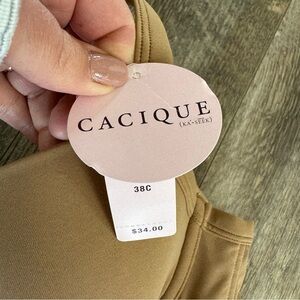 CACIQUE
[KA'-SEEK]
38C
$34.00